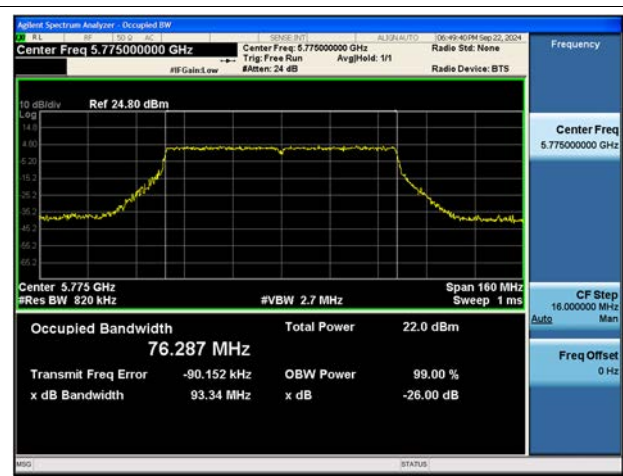 Agilent Spectrum Analyzer - Occupied BW
RL RF 50 Ω AC SENSE:INT ALIGN AUTO 06:49:40 PM Sep 22, 2024
Center Freq 5.775000000 GHz Center Freq: 5.775000000 GHz Radio Std: None Frequency
Trig: Free Run Avg|Hold: 1/1
#IFGain:Low #Atten: 24 dB Radio Device: BTS
10 dB/div Ref 24.80 dBm
Log
14.8
4.80
-5.20
-15.2
-25.2
-35.2
-45.2
-55.2
-65.2
Center 5.775 GHz Span 160 MHz
#Res BW 820 kHz #VBW 2.7 MHz Sweep 1 ms
Occupied Bandwidth Total Power 22.0 dBm
76.287 MHz
Transmit Freq Error -90.152 kHz OBW Power 99.00 %
x dB Bandwidth 93.34 MHz x dB -26.00 dB
Center Freq
5.775000000 GHz
CF Step
16.000000 MHz
Auto Man
Freq Offset
0 Hz
MSG STATUS